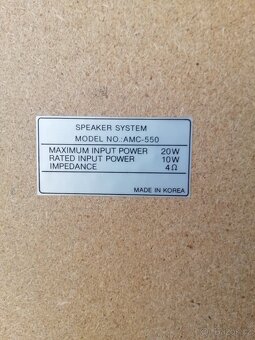 SPEAKER SYSTEM
MODEL NO.:AMC-550
MAXIMUM INPUT POWER 20W
RATED INPUT POWER 10W
IMPEDANCE 4Ω
MADE IN KOREA